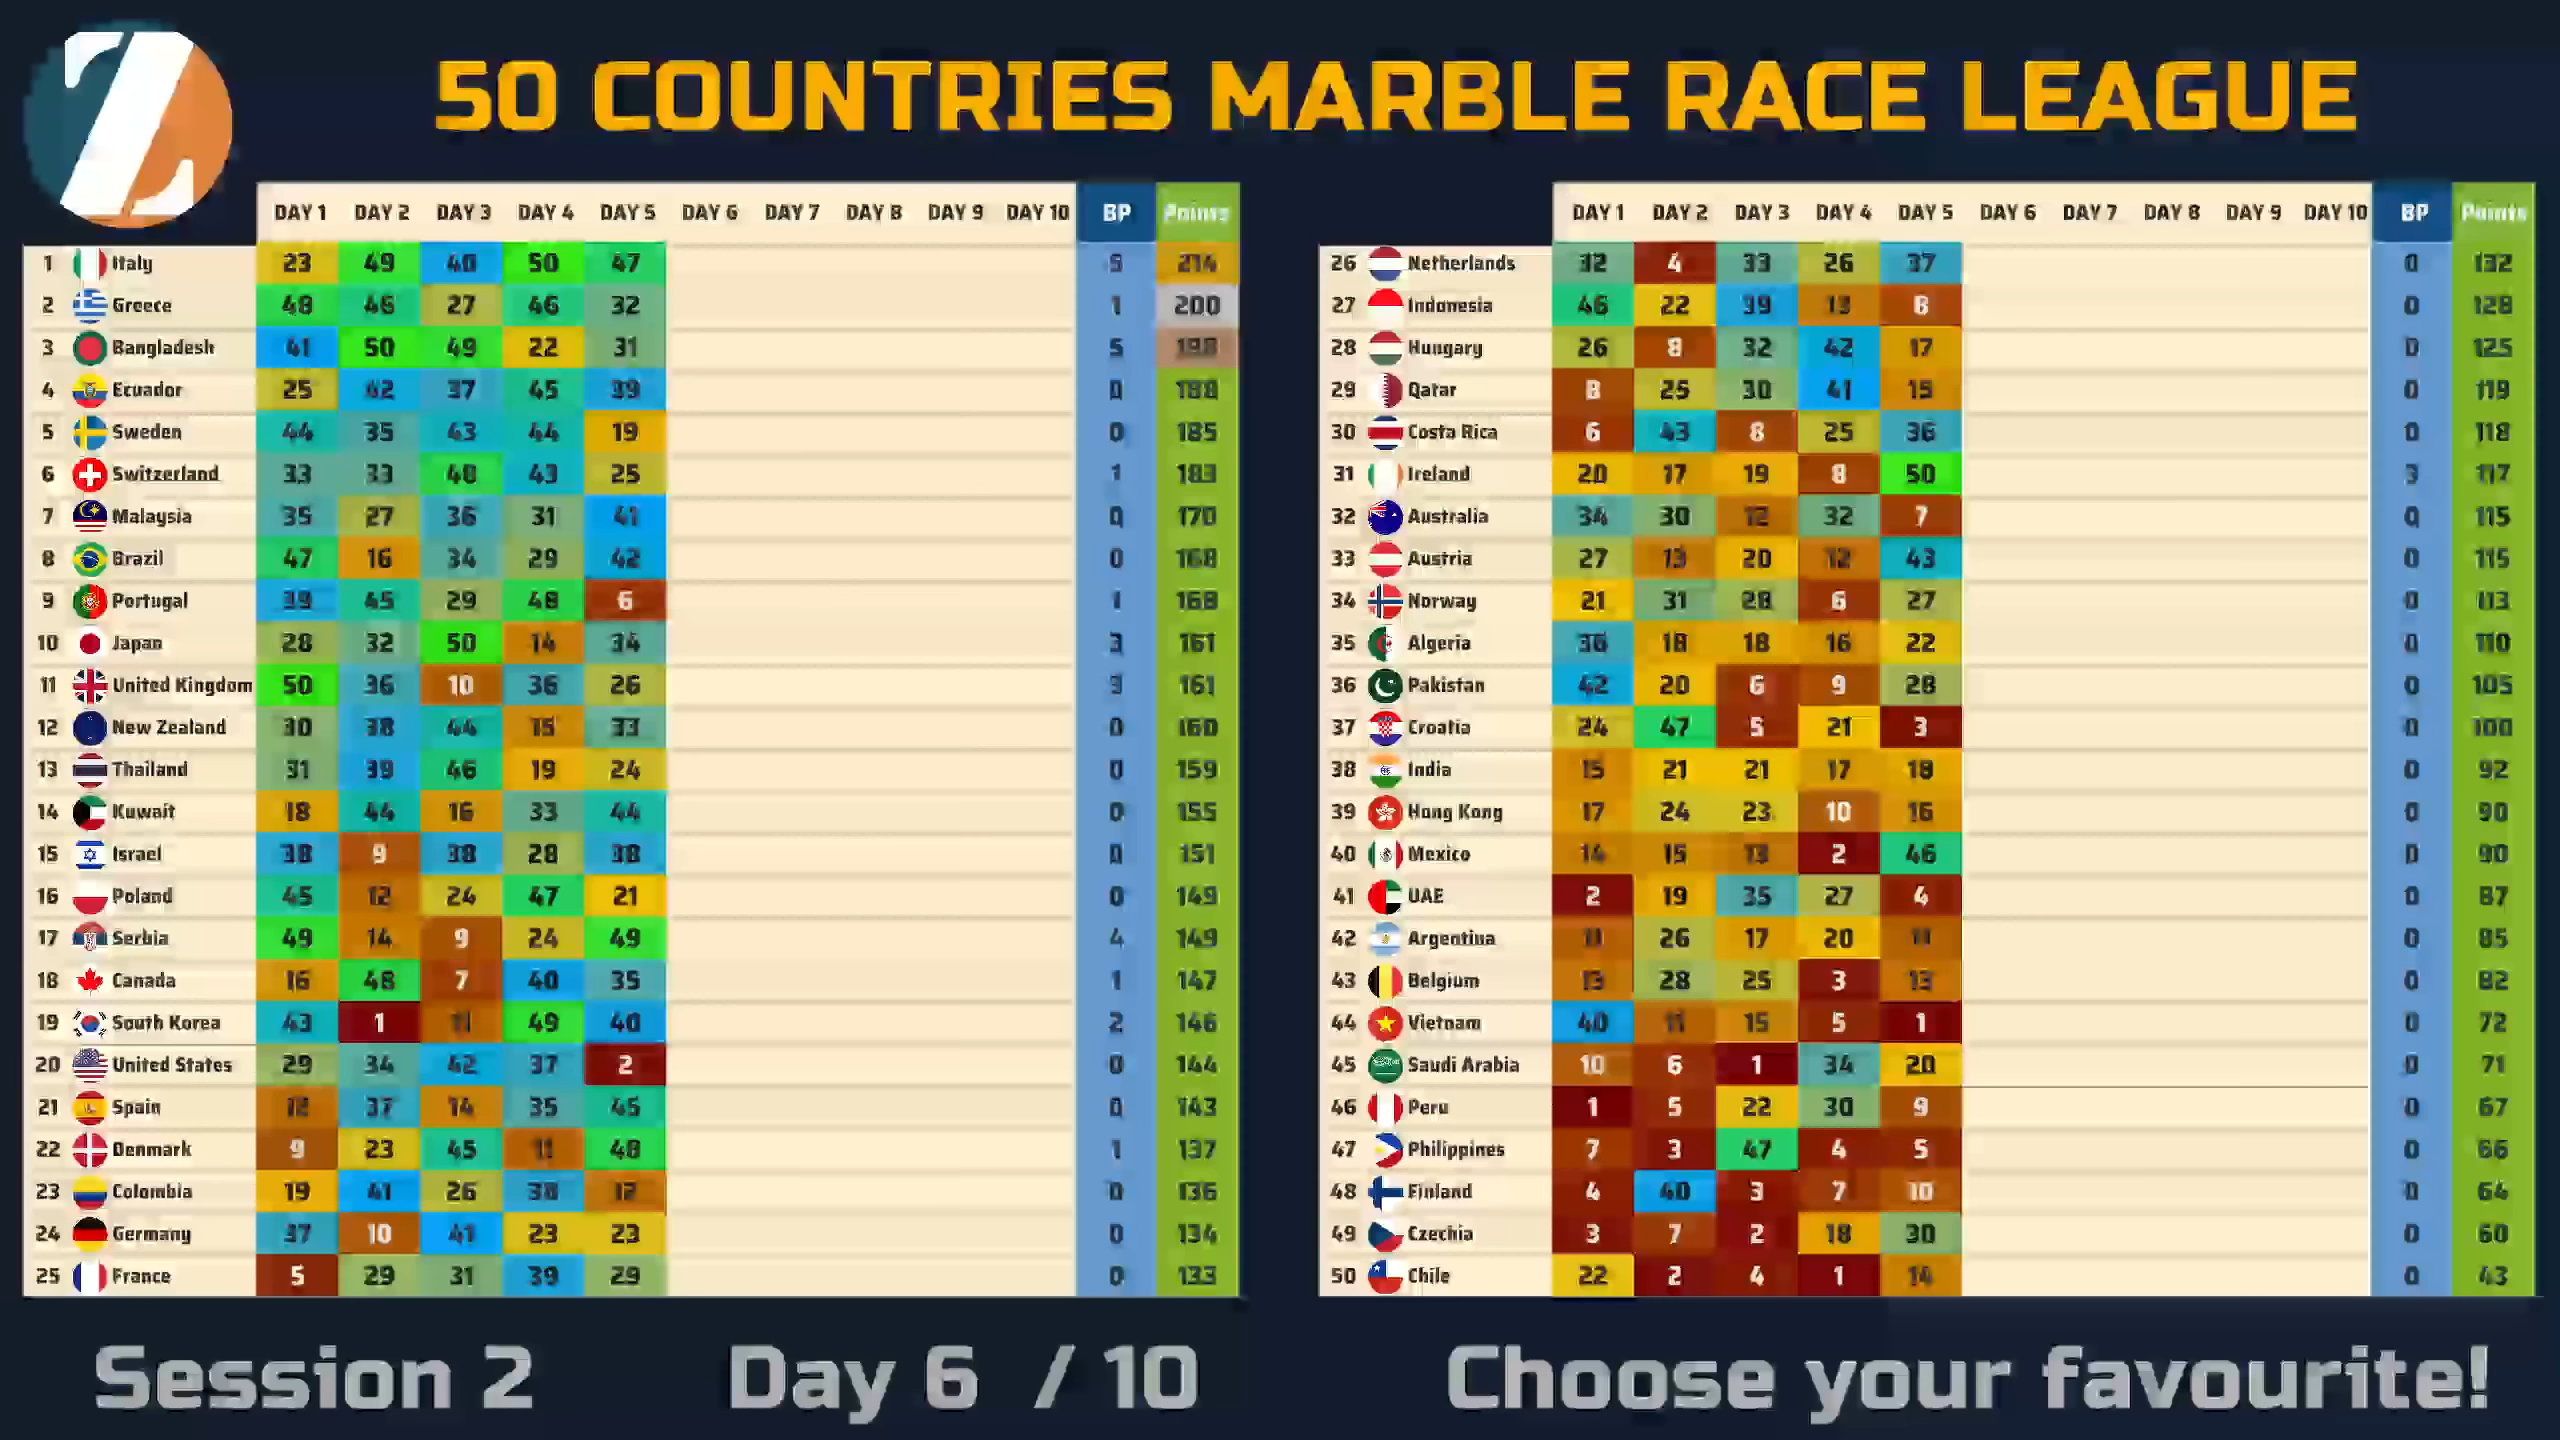 Z
50 COUNTRIES MARBLE RACE LEAGUE
DAY 1 DAY 2 DAY 3 DAY 4 DAY 5 DAY 6 DAY 7 DAY 8 DAY 9 DAY 10 BP Points
1 Italy 23 49 40 50 47 5 214
2 Greece 48 46 27 46 32 1 200
3 Bangladesh 41 50 49 22 31 5 198
4 Ecuador 25 42 37 45 39 0 188
5 Sweden 44 35 43 44 19 0 185
6 Switzerland 33 33 48 43 25 1 183
7 Malaysia 35 27 36 31 41 0 170
8 Brazil 47 16 34 29 42 0 168
9 Portugal 39 45 29 48 6 1 168
10 Japan 28 32 50 14 34 3 161
11 United Kingdom 50 36 10 36 26 3 161
12 New Zealand 30 38 44 15 33 0 160
13 Thailand 31 39 46 19 24 0 159
14 Kuwait 18 44 16 33 44 0 155
15 Israel 38 9 38 28 38 0 151
16 Poland 45 12 24 47 21 0 149
17 Serbia 49 14 9 24 49 4 149
18 Canada 16 48 7 40 35 1 147
19 South Korea 43 1 11 49 40 2 146
20 United States 29 34 42 37 2 0 144
21 Spain 12 37 14 35 45 0 143
22 Denmark 9 23 45 11 48 1 137
23 Colombia 19 41 26 38 12 0 136
24 Germany 37 10 41 23 23 0 134
25 France 5 29 31 39 29 0 133
DAY 1 DAY 2 DAY 3 DAY 4 DAY 5 DAY 6 DAY 7 DAY 8 DAY 9 DAY 10 BP Points
26 Netherlands 32 4 33 26 37 0 132
27 Indonesia 46 22 39 13 8 0 128
28 Hungary 26 8 32 42 17 0 125
29 Qatar 8 25 30 41 15 0 119
30 Costa Rica 6 43 8 25 36 0 118
31 Ireland 20 17 19 8 50 3 117
32 Australia 34 30 12 32 7 0 115
33 Austria 27 13 20 12 43 0 115
34 Norway 21 31 28 6 27 0 113
35 Algeria 36 18 18 16 22 0 110
36 Pakistan 42 20 6 9 28 0 105
37 Croatia 24 47 5 21 3 0 100
38 India 15 21 21 17 18 0 92
39 Hong Kong 17 24 23 10 16 0 90
40 Mexico 14 15 13 2 46 0 90
41 UAE 2 19 35 27 4 0 87
42 Argentina 11 26 17 20 11 0 85
43 Belgium 13 28 25 3 13 0 82
44 Vietnam 40 11 15 5 1 0 72
45 Saudi Arabia 10 6 1 34 20 0 71
46 Peru 1 5 22 30 9 0 67
47 Philippines 7 3 47 4 5 0 66
48 Finland 4 40 3 7 10 0 64
49 Czechia 3 7 2 18 30 0 60
50 Chile 22 2 4 1 14 0 43
Session 2 Day 6 / 10 Choose your favourite!